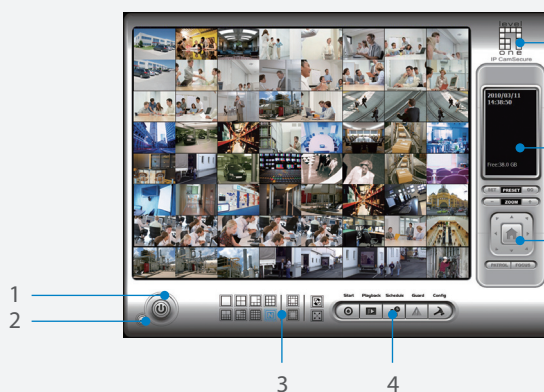 level
one
IP CamSecure
2010/03/11
14:38:50
Free:38.0 GB
PRESET
ZOOM
PATROL FOCUS
Start Playback Schedule Guard Config
1
2
3
4